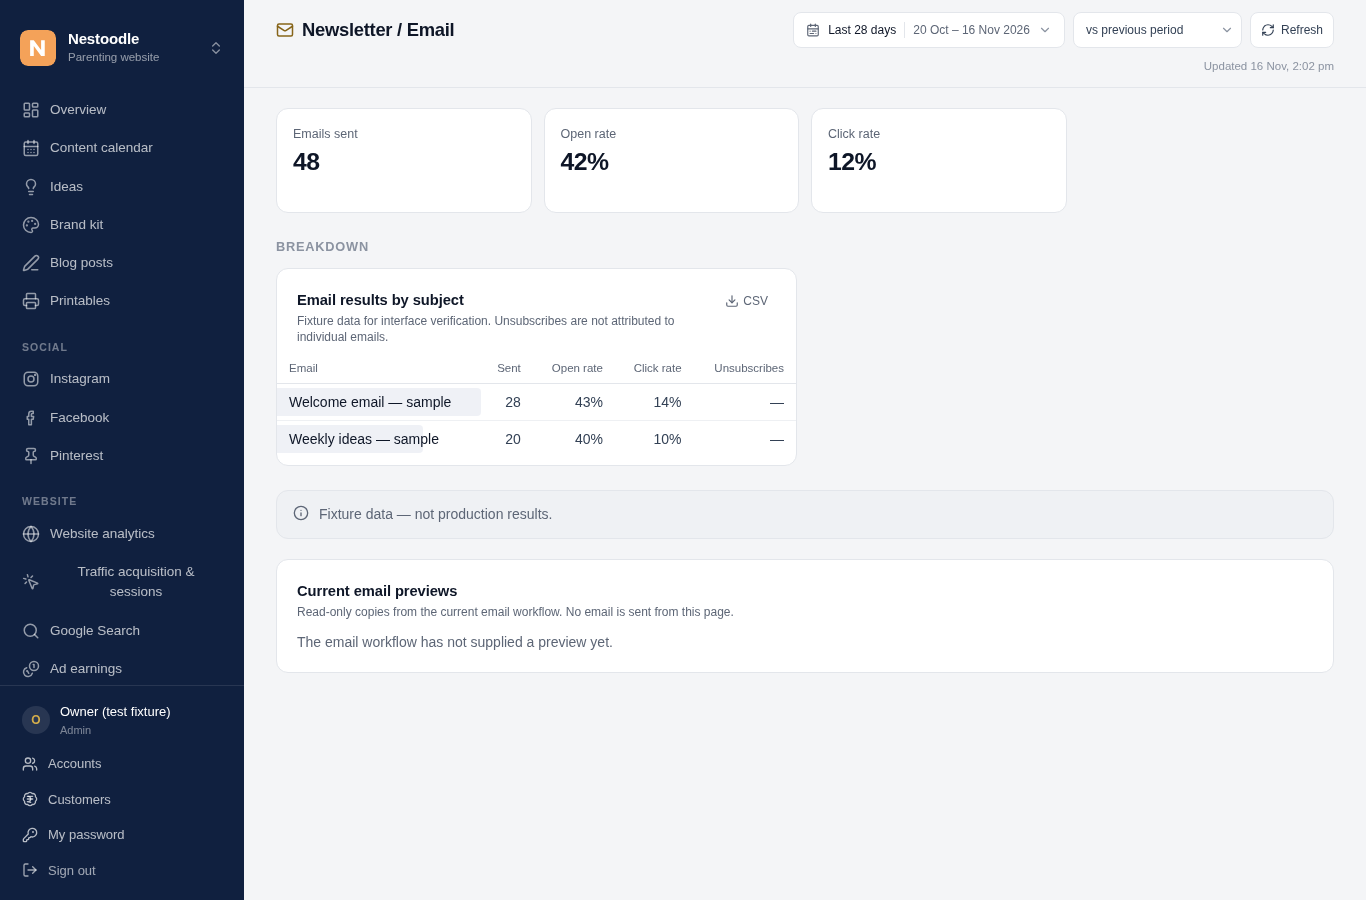 Nestoodle
Parenting website
Overview
Content calendar
Ideas
Brand kit
Blog posts
Printables
SOCIAL
Instagram
Facebook
Pinterest
WEBSITE
Website analytics
Traffic acquisition &
sessions
Google Search
Ad earnings
O
Owner (test fixture)
Admin
Accounts
Customers
My password
Sign out
Newsletter / Email
Last 28 days
20 Oct – 16 Nov 2026
vs previous period
Refresh
Updated 16 Nov, 2:02 pm
Emails sent
48
Open rate
42%
Click rate
12%
BREAKDOWN
Email results by subject
CSV
Fixture data for interface verification. Unsubscribes are not attributed to
individual emails.
Email Sent Open rate Click rate Unsubscribes
Welcome email — sample 28 43% 14% —
Weekly ideas — sample 20 40% 10% —
Fixture data — not production results.
Current email previews
Read-only copies from the current email workflow. No email is sent from this page.
The email workflow has not supplied a preview yet.